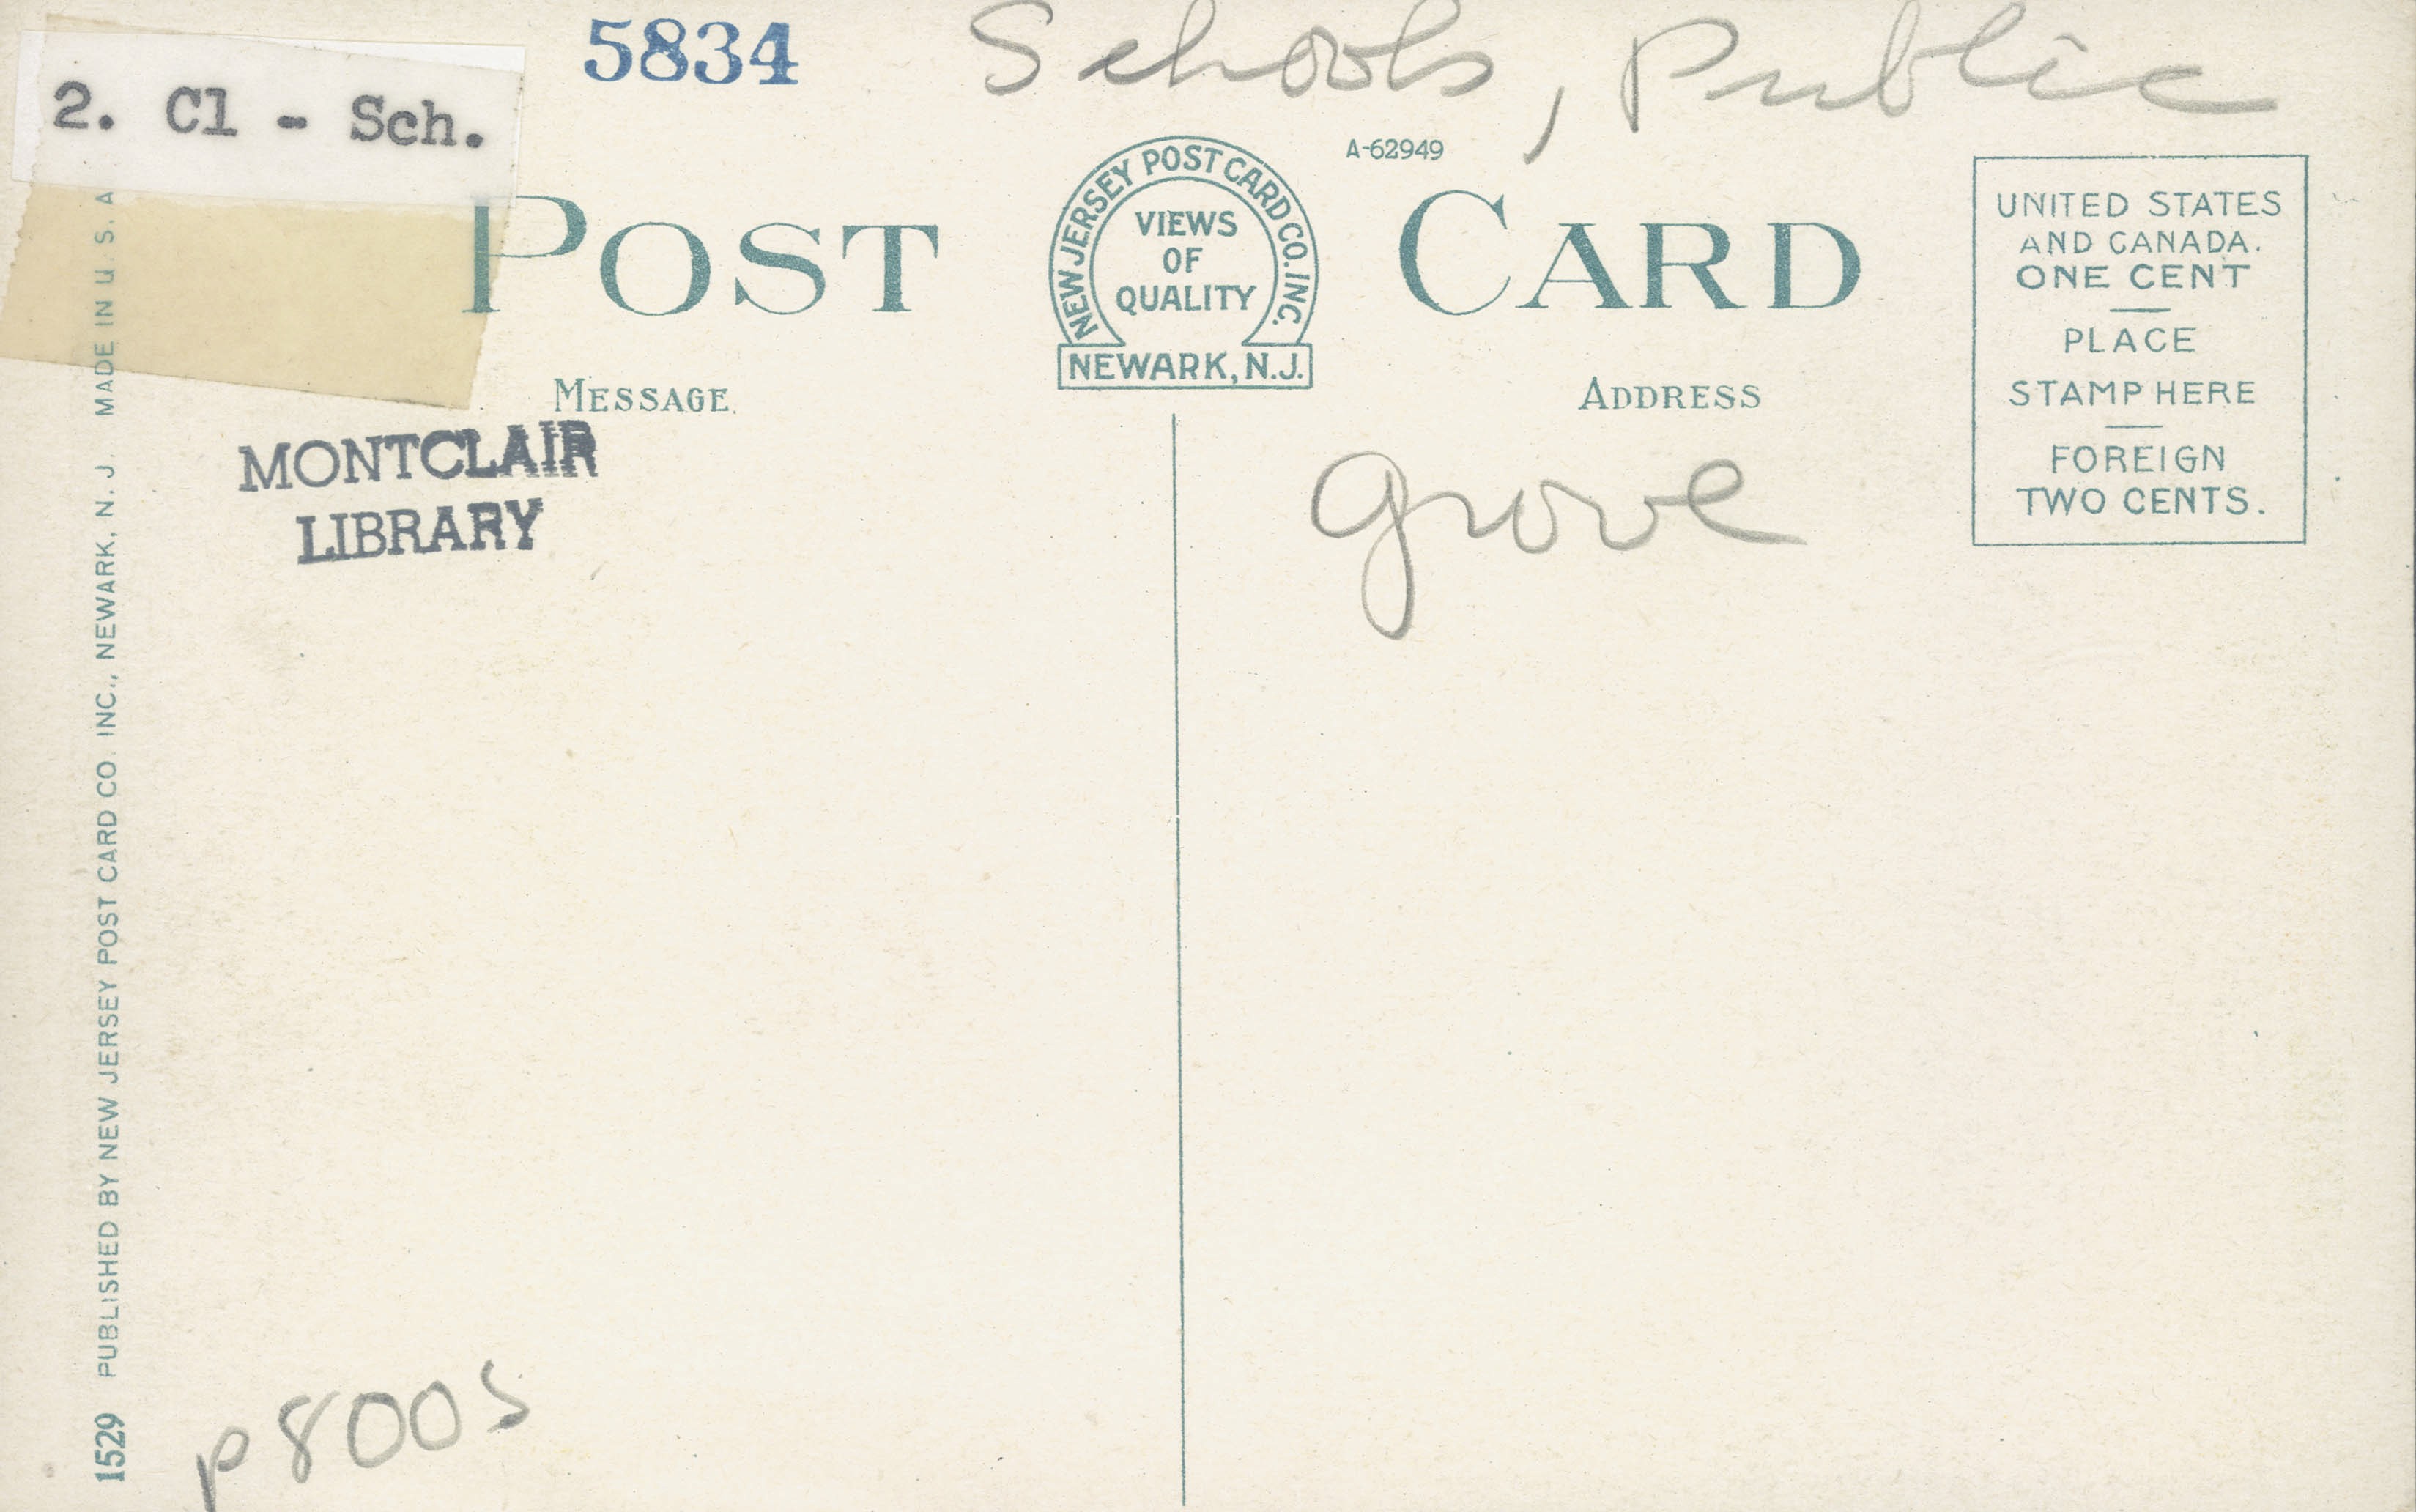 5834
Schools, Public
2. Cl - Sch.
A-62949
POST CARD
NEW JERSEY POST CARD CO. INC.
VIEWS
OF
QUALITY
NEWARK, N.J.
UNITED STATES
AND CANADA.
ONE CENT
PLACE
STAMP HERE
FOREIGN
TWO CENTS.
MESSAGE
ADDRESS
MONTCLAIR
LIBRARY
Grove
1529 PUBLISHED BY NEW JERSEY POST CARD CO. INC., NEWARK, N. J. MADE IN U. S. A
p800s